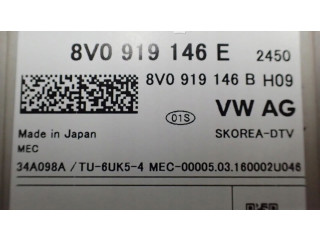 8V0 919 146 E 2450
8V0 919 146 B H09
01S VW AG
Made in Japan SKOREA-DTV
MEC
34A098A / TU-6UK5-4 MEC-00005.03.160002U046